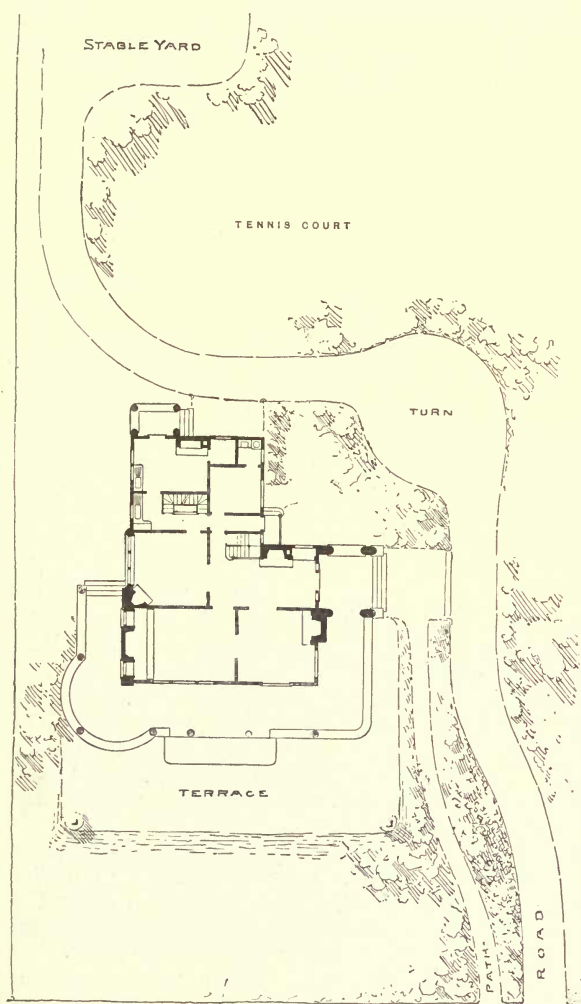 STABLE YARD
TENNIS COURT
TURN
TERRACE
PATH-
ROAD